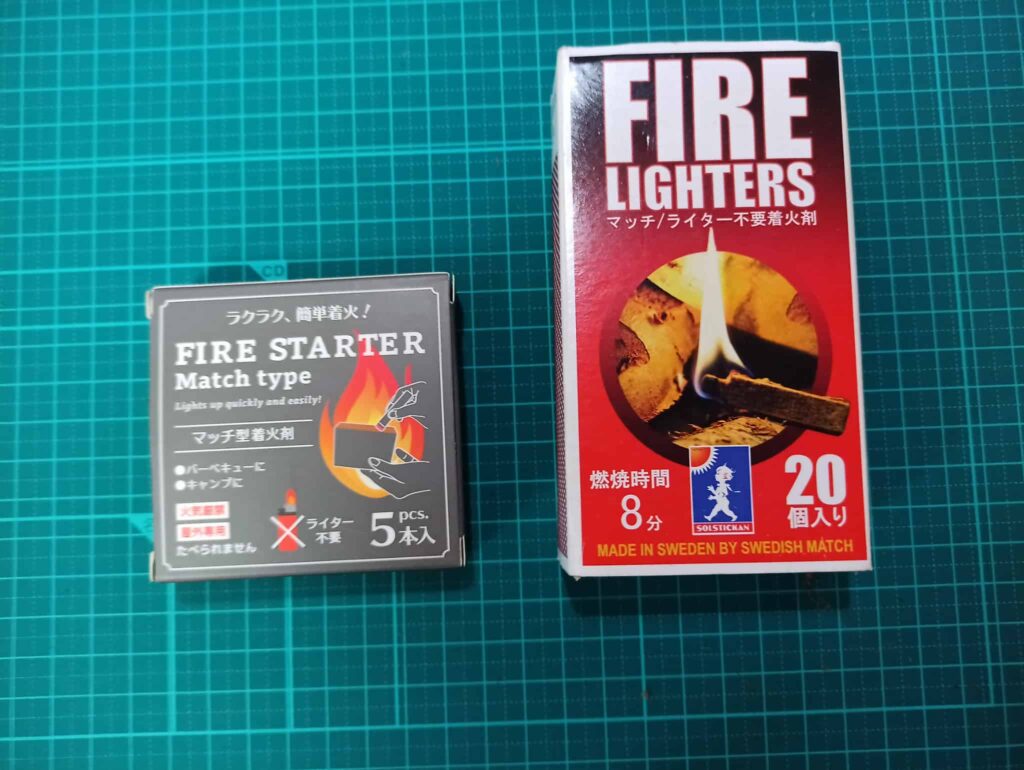 CD
ラクラク、簡単着火！
FIRE STARTER
Match type
Lights up quickly and easily!
マッチ型着火剤
●バーベキューに
●キャンプに
火気厳禁
屋外専用
たべられません
ライター
不要
5 pcs.
本入
FIRE
LIGHTERS
マッチ/ライター不要着火剤
燃焼時間
8分
SOLSTICKAN
20
個入り
MADE IN SWEDEN BY SWEDISH MATCH